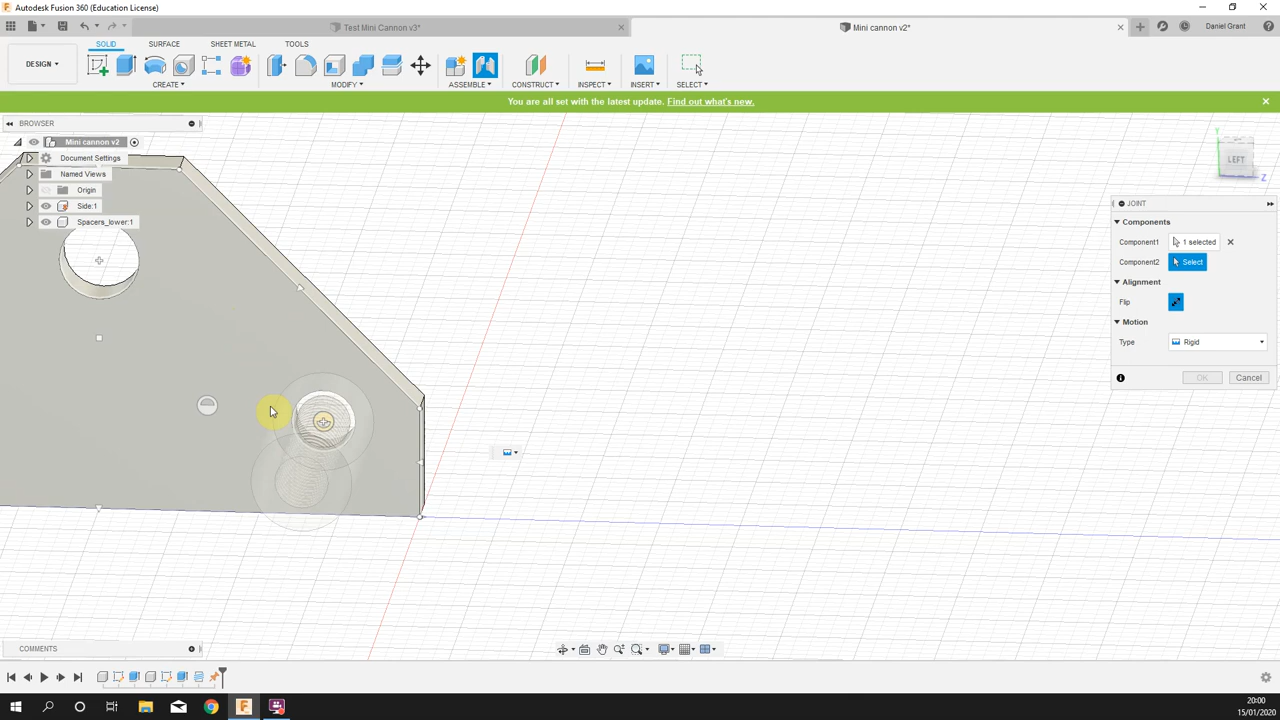 Autodesk Fusion 360 (Education License)
Test Mini Cannon v3*
Mini cannon v2*
Daniel Grant
SOLID
SURFACE
SHEET METAL
TOOLS
DESIGN
CREATE
MODIFY
ASSEMBLE
CONSTRUCT
INSPECT
INSERT
SELECT
You are all set with the latest update. Find out what's new.
BROWSER
Mini cannon v2
Document Settings
Named Views
Origin
Side:1
Spacers_lower:1
Y
LEFT
Z
JOINT
Components
Component1
1 selected
Component2
Select
Alignment
Flip
Motion
Type
Rigid
OK
Cancel
COMMENTS
20:00
15/01/2020